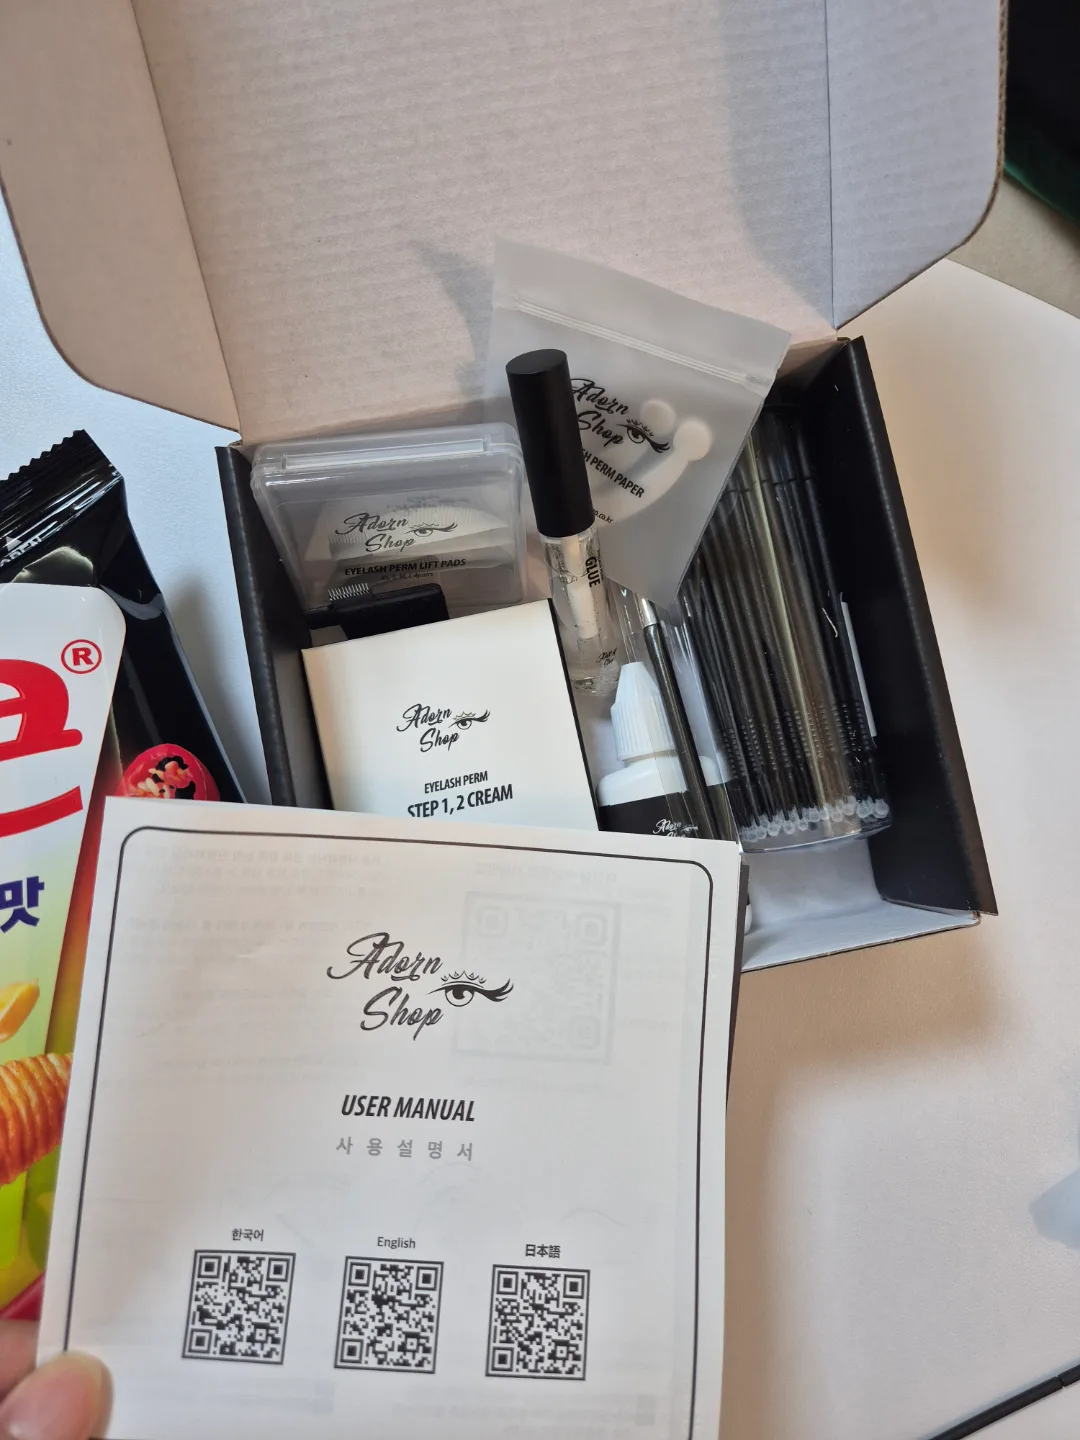 Adorn
Shop
PERM PAPER
Adorn
Shop
EYELASH PERM LIFT PADS
GLUE
Adorn
Shop
EYELASH PERM
STEP 1, 2 CREAM
®
맛
Adorn
Shop
USER MANUAL
사용설명서
한국어
English
日本語